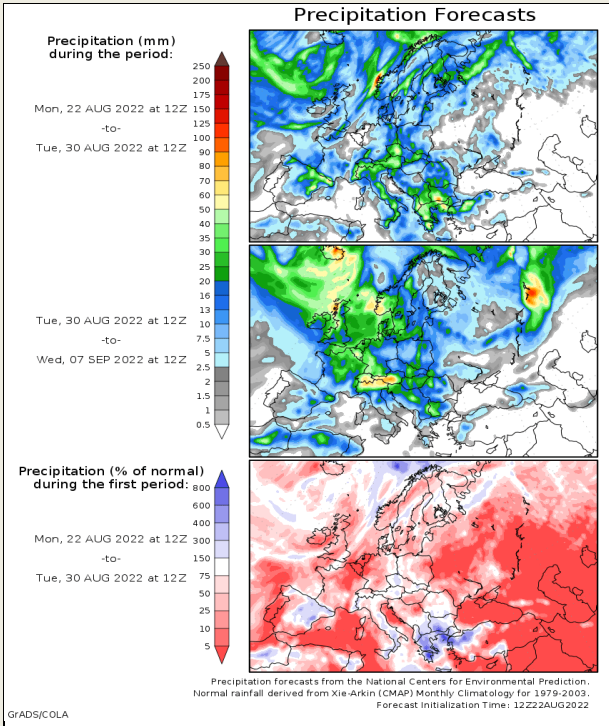 Precipitation Forecasts
Precipitation (mm)
during the period:
Mon, 22 AUG 2022 at 12Z
-to-
Tue, 30 AUG 2022 at 12Z
250
200
175
150
125
100
90
80
70
60
50
40
35
30
25
20
16
13
10
7.5
5
2.5
2
1.5
1
0.5
Tue, 30 AUG 2022 at 12Z
-to-
Wed, 07 SEP 2022 at 12Z
Precipitation (% of normal)
during the first period:
Mon, 22 AUG 2022 at 12Z
-to-
Tue, 30 AUG 2022 at 12Z
800
600
400
300
150
75
50
25
10
5
Precipitation forecasts from the National Centers for Environmental Prediction.
Normal rainfall derived from Xie-Arkin (CMAP) Monthly Climatology for 1979-2003.
Forecast Initialization Time: 12Z22AUG2022
GrADS/COLA